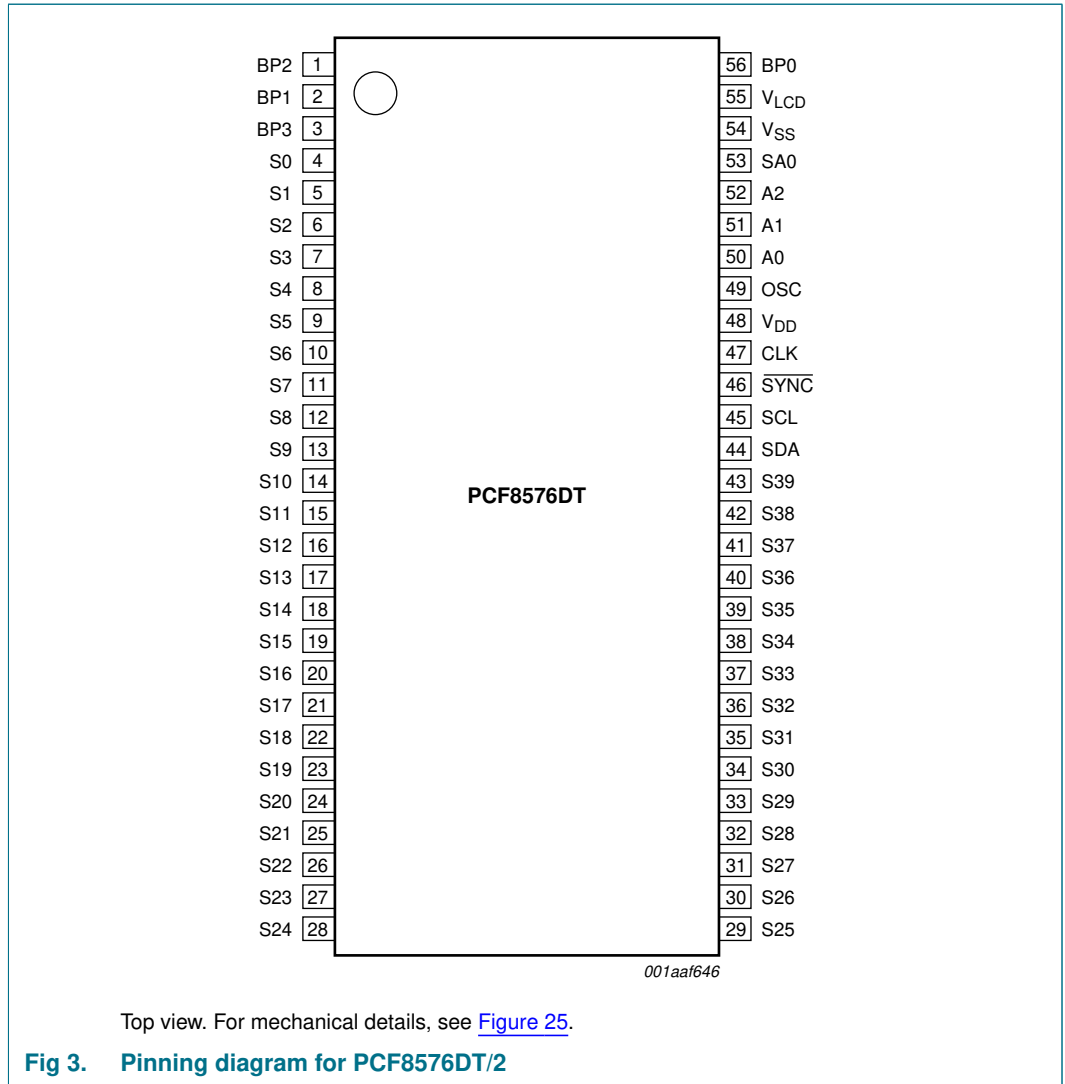 BP2 1 56 BP0
BP1 2 55 VLCD
BP3 3 54 VSS
S0 4 53 SA0
S1 5 52 A2
S2 6 51 A1
S3 7 50 A0
S4 8 49 OSC
S5 9 48 VDD
S6 10 47 CLK
S7 11 46 SYNC
S8 12 45 SCL
S9 13 44 SDA
S10 14 43 S39
PCF8576DT
S11 15 42 S38
S12 16 41 S37
S13 17 40 S36
S14 18 39 S35
S15 19 38 S34
S16 20 37 S33
S17 21 36 S32
S18 22 35 S31
S19 23 34 S30
S20 24 33 S29
S21 25 32 S28
S22 26 31 S27
S23 27 30 S26
S24 28 29 S25
001aaf646
Top view. For mechanical details, see Figure 25.
Fig 3. Pinning diagram for PCF8576DT/2